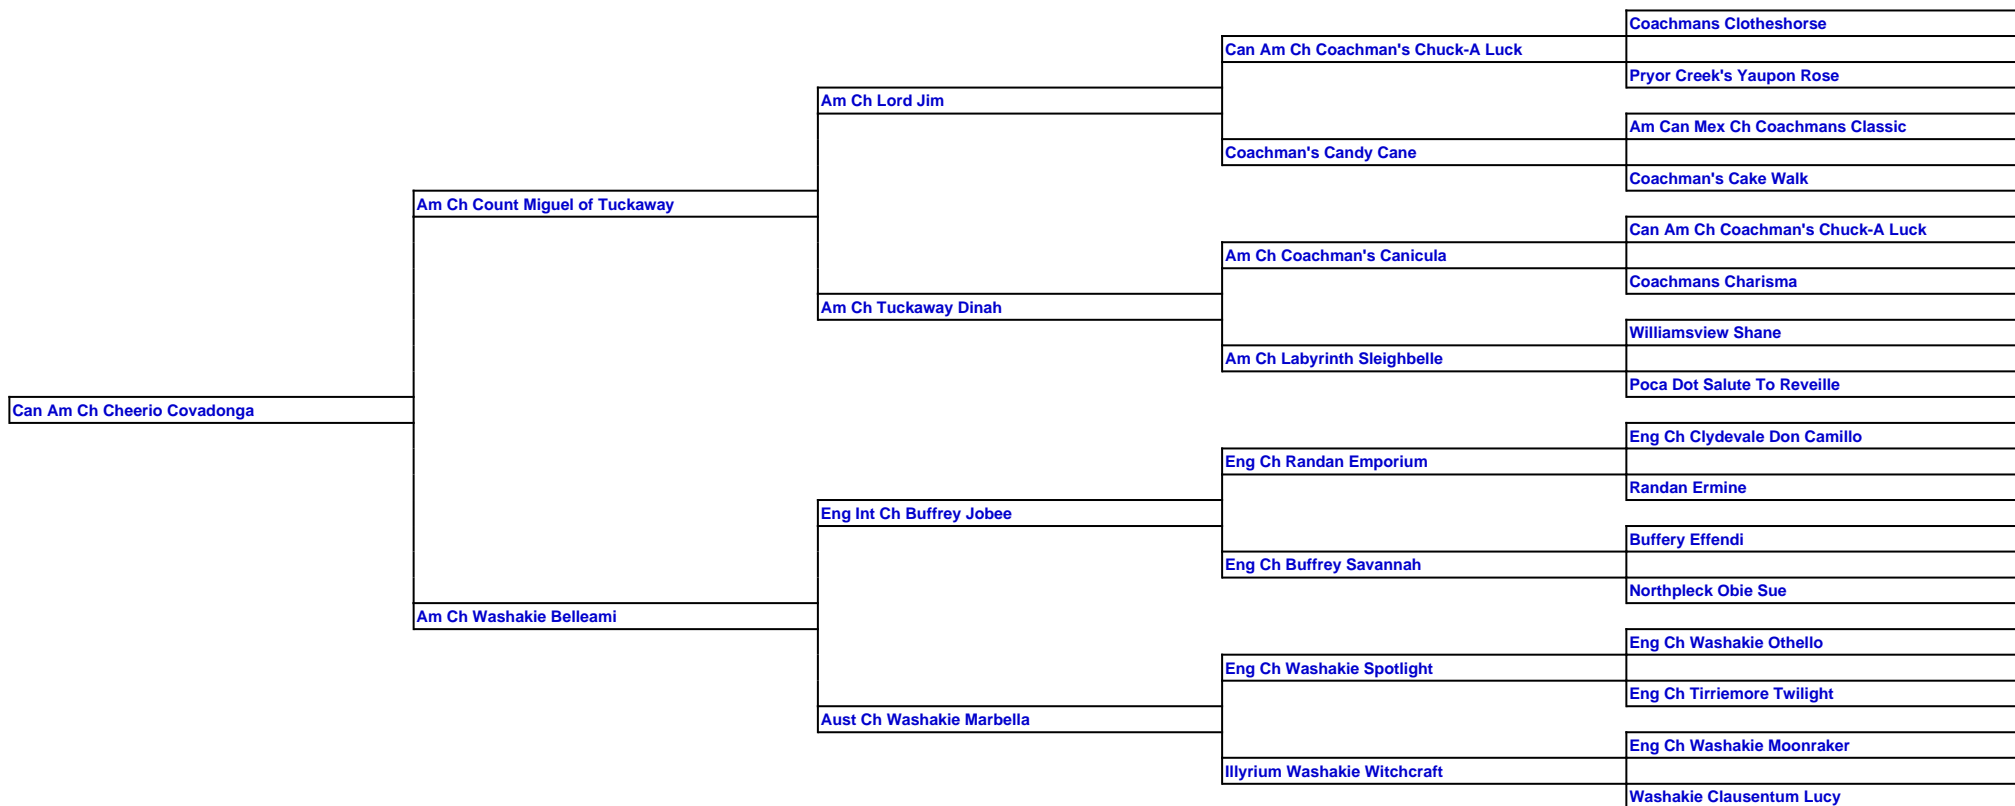 Coachmans Clotheshorse
Can Am Ch Coachman's Chuck-A Luck
Pryor Creek's Yaupon Rose
Am Ch Lord Jim
Am Can Mex Ch Coachmans Classic
Coachman's Candy Cane
Coachman's Cake Walk
Am Ch Count Miguel of Tuckaway
Can Am Ch Coachman's Chuck-A Luck
Am Ch Coachman's Canicula
Coachmans Charisma
Am Ch Tuckaway Dinah
Williamsview Shane
Am Ch Labyrinth Sleighbelle
Poca Dot Salute To Reveille
Can Am Ch Cheerio Covadonga
Eng Ch Clydevale Don Camillo
Eng Ch Randan Emporium
Randan Ermine
Eng Int Ch Buffrey Jobee
Buffery Effendi
Eng Ch Buffrey Savannah
Northpleck Obie Sue
Am Ch Washakie Belleami
Eng Ch Washakie Othello
Eng Ch Washakie Spotlight
Eng Ch Tirriemore Twilight
Aust Ch Washakie Marbella
Eng Ch Washakie Moonraker
Illyrium Washakie Witchcraft
Washakie Clausentum Lucy